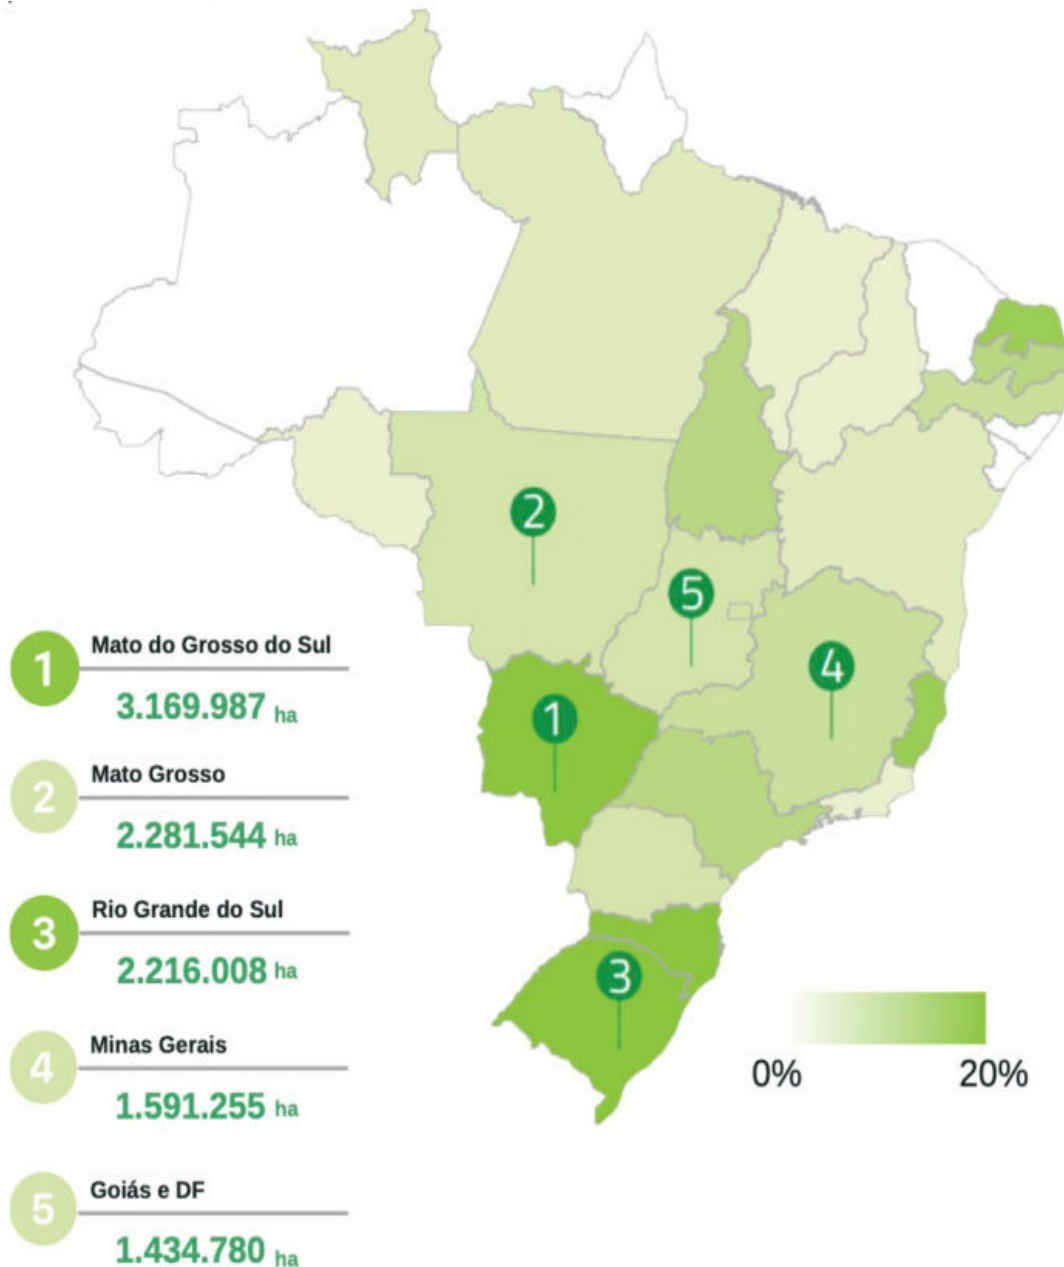 2
5
4
1
3
1 Mato do Grosso do Sul
3.169.987 ha
2 Mato Grosso
2.281.544 ha
3 Rio Grande do Sul
2.216.008 ha
4 Minas Gerais
1.591.255 ha
5 Goiás e DF
1.434.780 ha
0% 20%